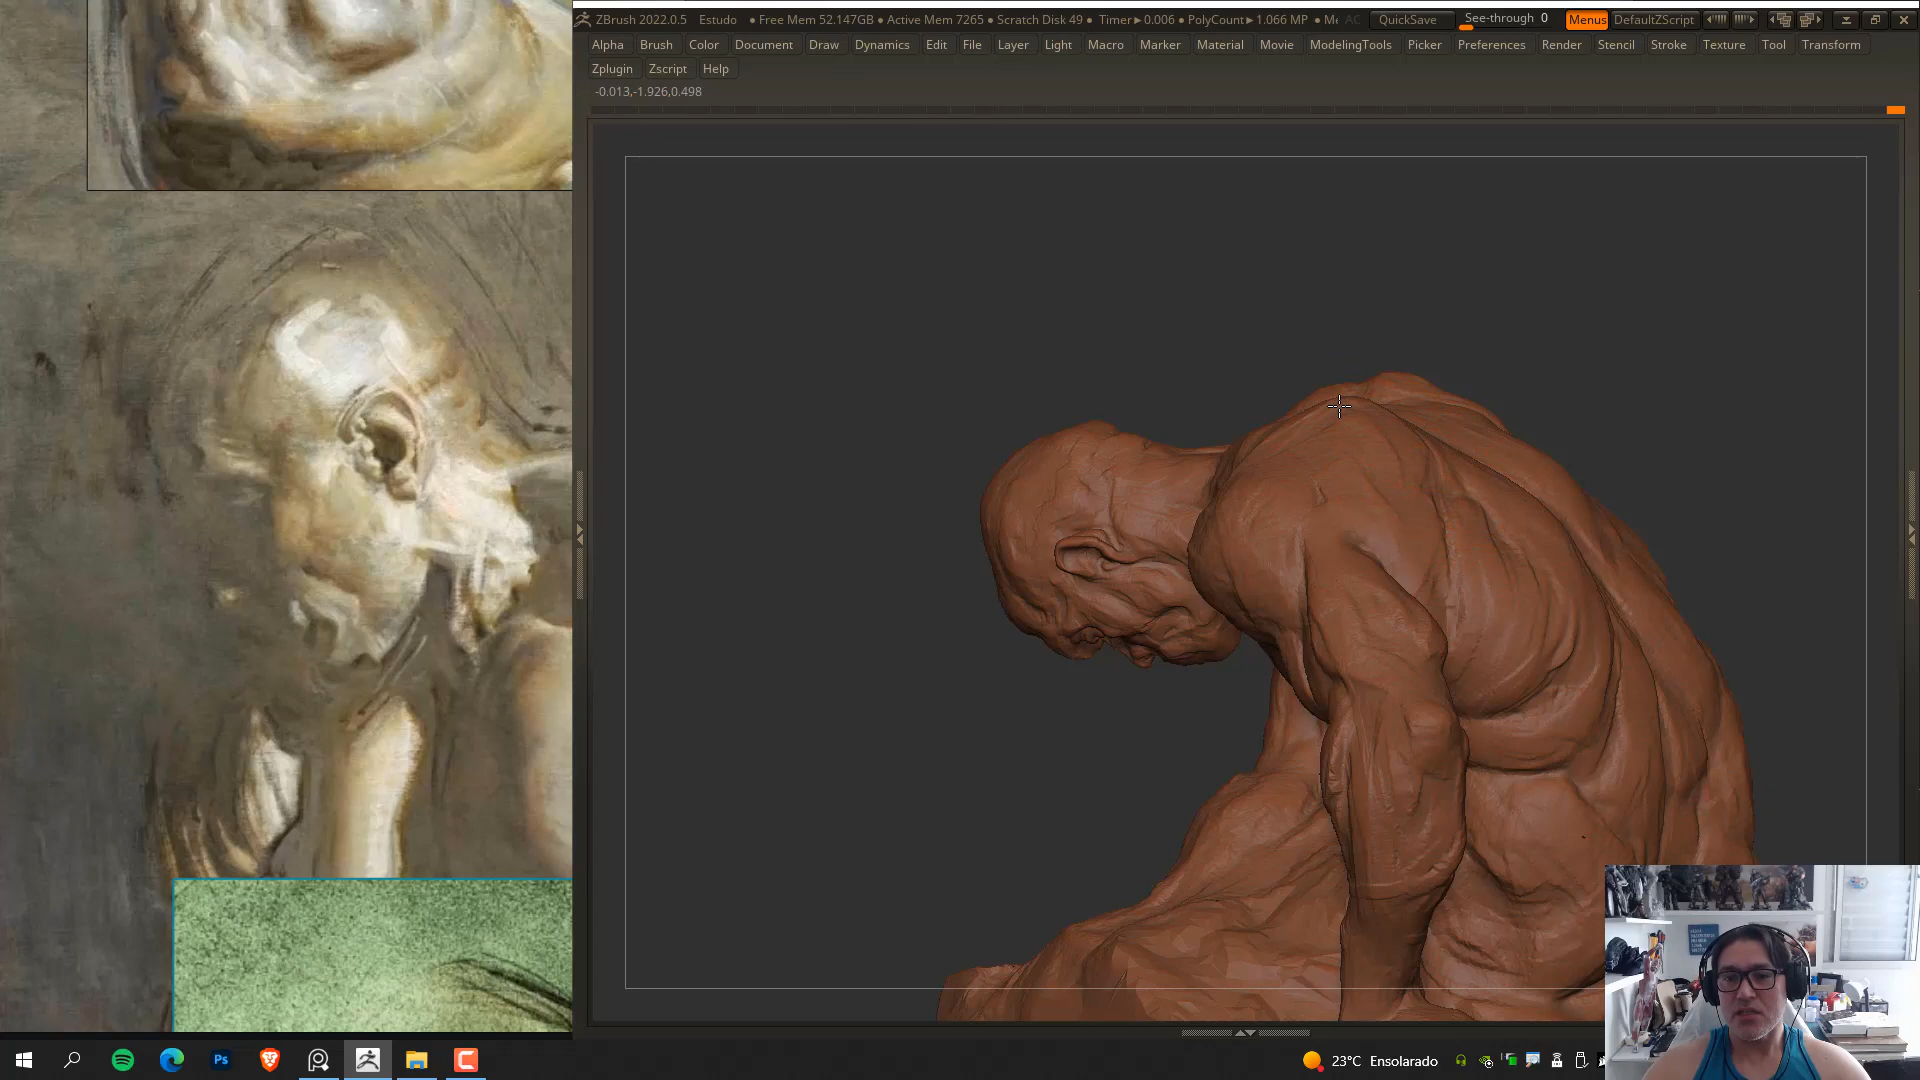 ZBrush 2022.0.5 Estudo • Free Mem 52.147GB • Active Mem 7265 • Scratch Disk 49 • Timer▸0.006 • PolyCount▸1.066 MP • Me AC QuickSave See-through 0 Menus DefaultZScript
Alpha Brush Color Document Draw Dynamics Edit File Layer Light Macro Marker Material Movie ModelingTools Picker Preferences Render Stencil Stroke Texture Tool Transform
Zplugin Zscript Help
-0.013,-1.926,0.498
Ps
23°C Ensolarado